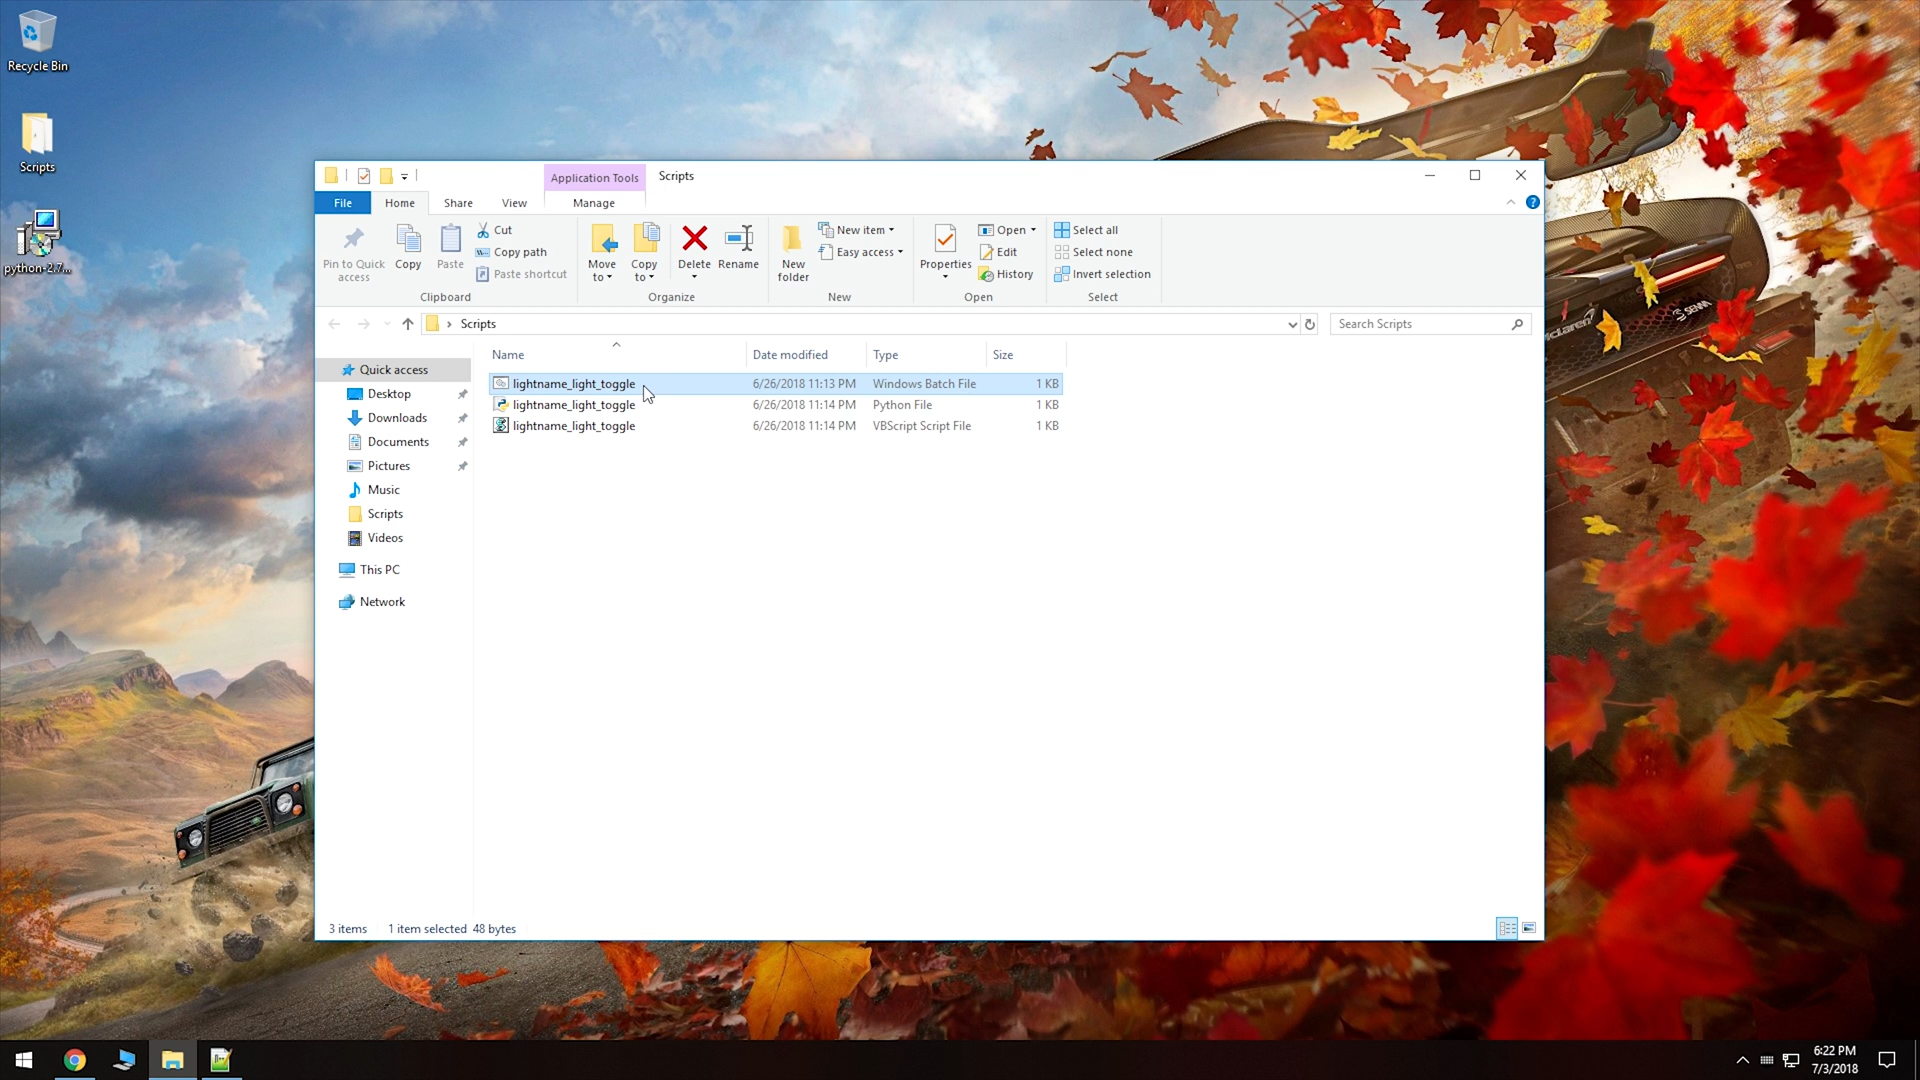 Recycle Bin
Scripts
python-2.7...
Application Tools
Scripts
File
Home
Share
View
Manage
Pin to Quick access
Copy
Paste
Cut
Copy path
Paste shortcut
Clipboard
Move to
Copy to
Delete
Rename
Organize
New folder
New item
Easy access
New
Properties
Open
Edit
History
Open
Select all
Select none
Invert selection
Select
Scripts
Search Scripts
Name
Date modified
Type
Size
lightname_light_toggle 6/26/2018 11:13 PM Windows Batch File 1 KB
lightname_light_toggle 6/26/2018 11:14 PM Python File 1 KB
lightname_light_toggle 6/26/2018 11:14 PM VBScript Script File 1 KB
Quick access
Desktop
Downloads
Documents
Pictures
Music
Scripts
Videos
This PC
Network
3 items 1 item selected 48 bytes
SENNA
6:22 PM
7/3/2018